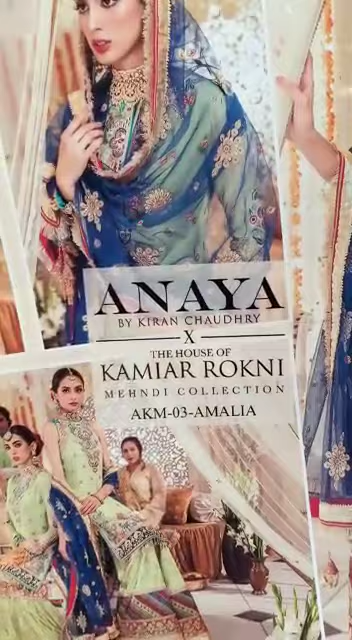 ANAYA
BY KIRAN CHAUDHRY
X
THE HOUSE OF
KAMIAR ROKNI
MEHNDI COLLECTION
AKM-03-AMALIA